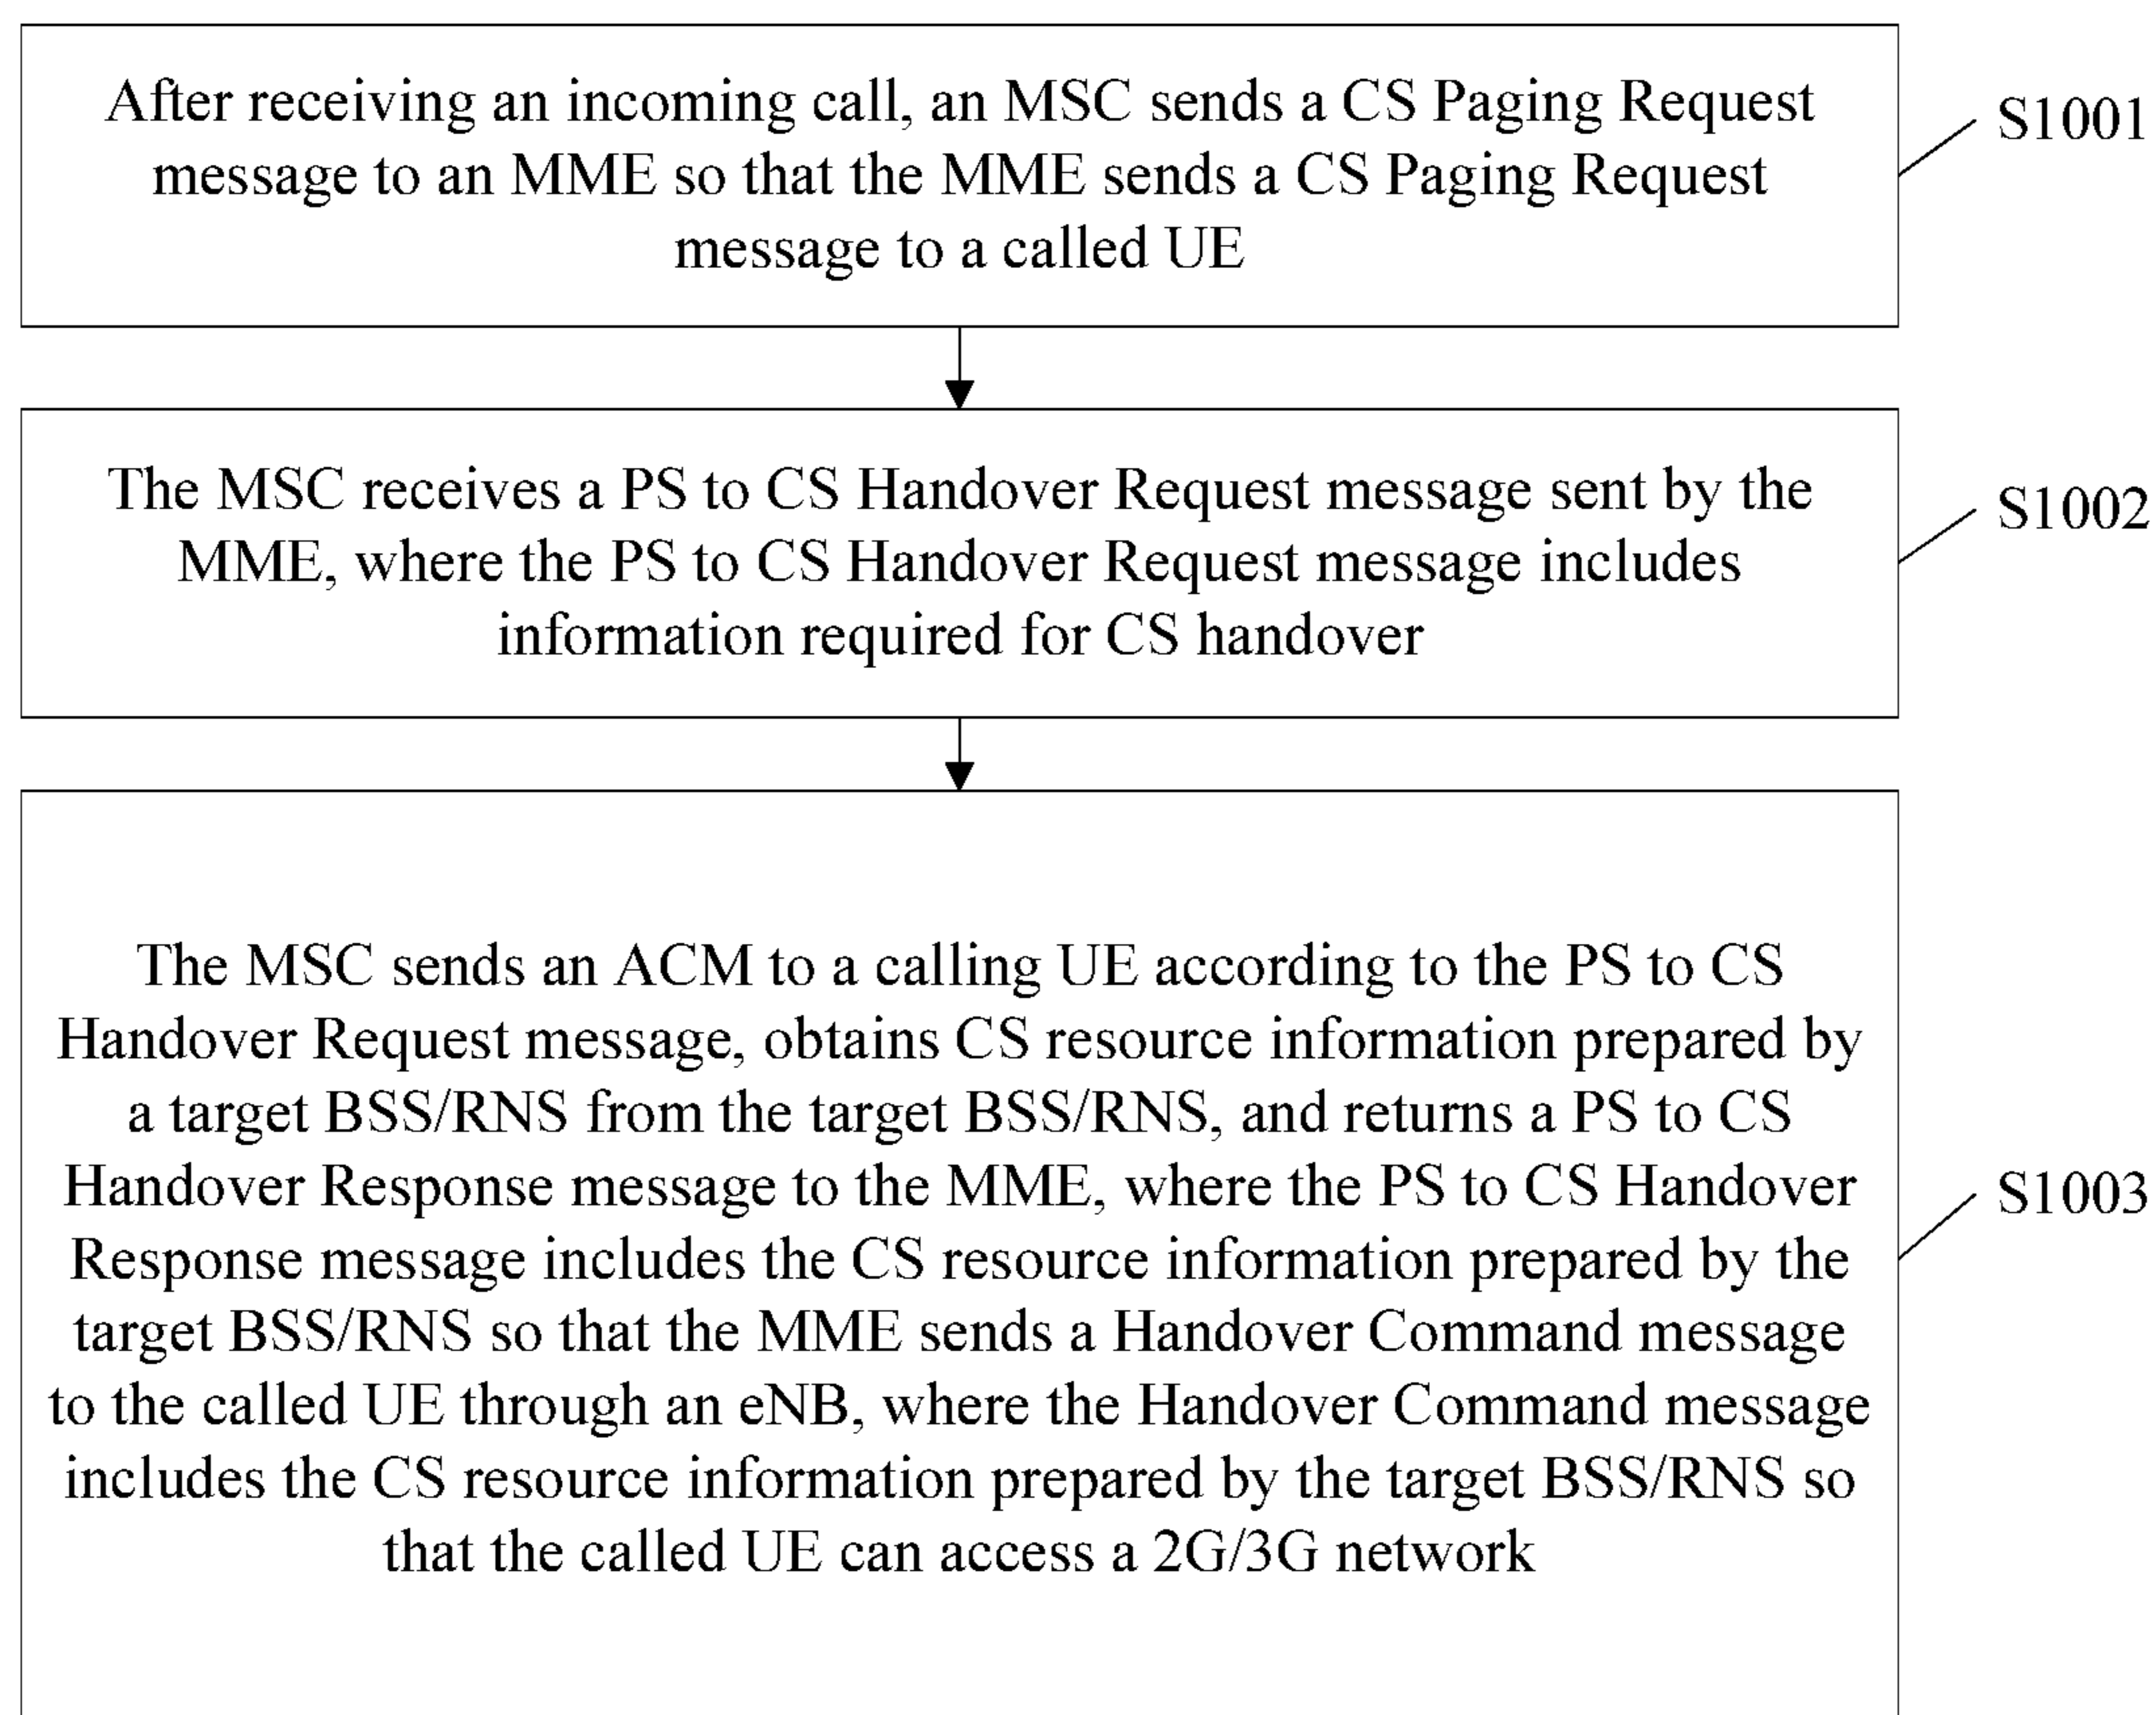 After receiving an incoming call, an MSC sends a CS Paging Request
message to an MME so that the MME sends a CS Paging Request
message to a called UE
S1001
The MSC receives a PS to CS Handover Request message sent by the
MME, where the PS to CS Handover Request message includes
information required for CS handover
S1002
The MSC sends an ACM to a calling UE according to the PS to CS
Handover Request message, obtains CS resource information prepared by
a target BSS/RNS from the target BSS/RNS, and returns a PS to CS
Handover Response message to the MME, where the PS to CS Handover
Response message includes the CS resource information prepared by the
target BSS/RNS so that the MME sends a Handover Command message
to the called UE through an eNB, where the Handover Command message
includes the CS resource information prepared by the target BSS/RNS so
that the called UE can access a 2G/3G network
S1003